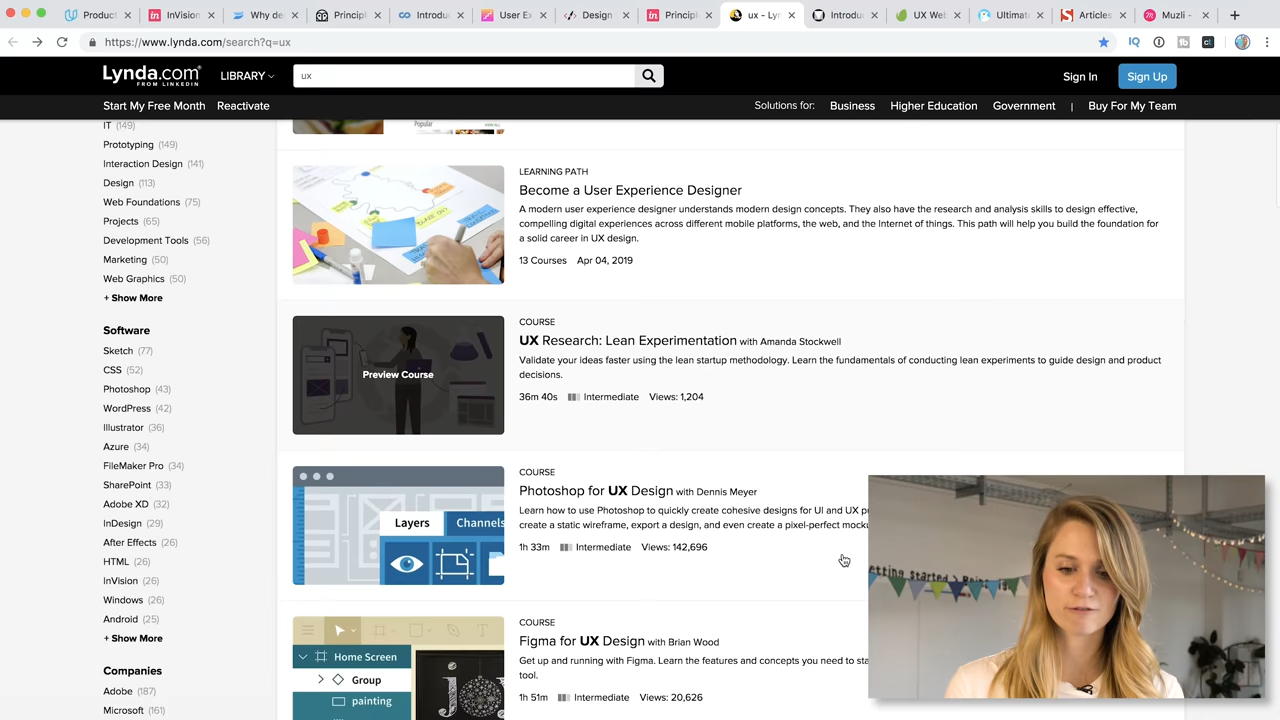 Product
InVision
Why de
Principl
Introdu
User E
Design
Principl
ux - Lyn
Introdu
UX Web
Ultimat
Articles
Muzli -
https://www.lynda.com/search?q=ux
Lynda.com
FROM LINKEDIN
LIBRARY
ux
Sign In
Sign Up
Start My Free Month
Reactivate
Solutions for:
Business
Higher Education
Government
|
Buy For My Team
IT (149)
Prototyping (149)
Interaction Design (141)
Design (113)
Web Foundations (75)
Projects (65)
Development Tools (56)
Marketing (50)
Web Graphics (50)
+ Show More
Software
Sketch (77)
CSS (52)
Photoshop (43)
WordPress (42)
Illustrator (36)
Azure (34)
FileMaker Pro (34)
SharePoint (33)
Adobe XD (32)
InDesign (29)
After Effects (26)
HTML (26)
InVision (26)
Windows (26)
Android (25)
+ Show More
Companies
Adobe (187)
Microsoft (161)
Popular
LEARNING PATH
Become a User Experience Designer
A modern user experience designer understands modern design concepts. They also have the research and analysis skills to design effective,
compelling digital experiences across different mobile platforms, the web, and the Internet of things. This path will help you build the foundation for
a solid career in UX design.
13 Courses Apr 04, 2019
Preview Course
COURSE
UX Research: Lean Experimentation with Amanda Stockwell
Validate your ideas faster using the lean startup methodology. Learn the fundamentals of conducting lean experiments to guide design and product
decisions.
36m 40s Intermediate Views: 1,204
Layers
Channels
COURSE
Photoshop for UX Design with Dennis Meyer
Learn how to use Photoshop to quickly create cohesive designs for UI and UX p
create a static wireframe, export a design, and even create a pixel-perfect mocku
1h 33m Intermediate Views: 142,696
Home Screen
Group
painting
joy
COURSE
Figma for UX Design with Brian Wood
Get up and running with Figma. Learn the features and concepts you need to sta
tool.
1h 51m Intermediate Views: 20,626